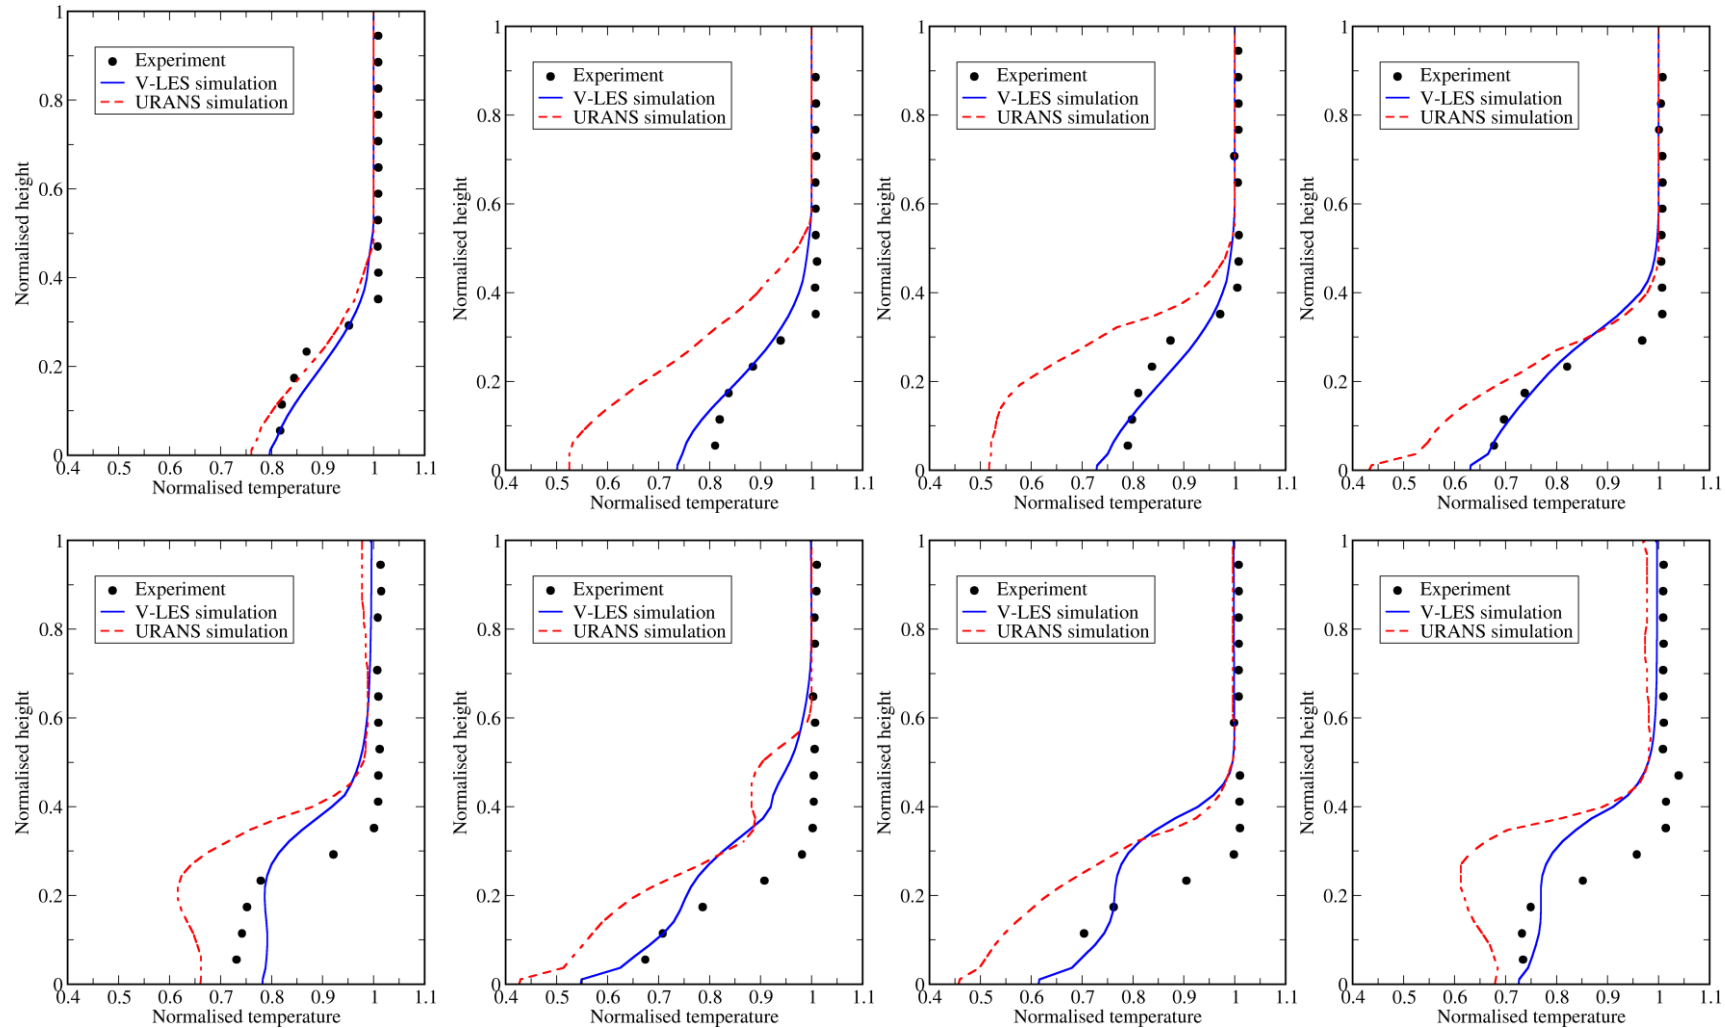 1
0.8
0.6
0.4
0.2
0
0.4 0.5 0.6 0.7 0.8 0.9 1 1.1
Normalised temperature
Normalised height
Experiment
V-LES simulation
URANS simulation
1
0.8
0.6
0.4
0.2
0
0.4 0.5 0.6 0.7 0.8 0.9 1 1.1
Normalised temperature
Normalised height
Experiment
V-LES simulation
URANS simulation
1
0.8
0.6
0.4
0.2
0
0.4 0.5 0.6 0.7 0.8 0.9 1 1.1
Normalised temperature
Normalised height
Experiment
V-LES simulation
URANS simulation
1
0.8
0.6
0.4
0.2
0
0.4 0.5 0.6 0.7 0.8 0.9 1 1.1
Normalised temperature
Normalised height
Experiment
V-LES simulation
URANS simulation
1
0.8
0.6
0.4
0.2
0
0.4 0.5 0.6 0.7 0.8 0.9 1 1.1
Normalised temperature
Normalised height
Experiment
V-LES simulation
URANS simulation
1
0.8
0.6
0.4
0.2
0
0.4 0.5 0.6 0.7 0.8 0.9 1 1.1
Normalised temperature
Normalised height
Experiment
V-LES simulation
URANS simulation
1
0.8
0.6
0.4
0.2
0
0.4 0.5 0.6 0.7 0.8 0.9 1 1.1
Normalised temperature
Normalised height
Experiment
V-LES simulation
URANS simulation
1
0.8
0.6
0.4
0.2
0
0.4 0.5 0.6 0.7 0.8 0.9 1 1.1
Normalised temperature
Normalised height
Experiment
V-LES simulation
URANS simulation